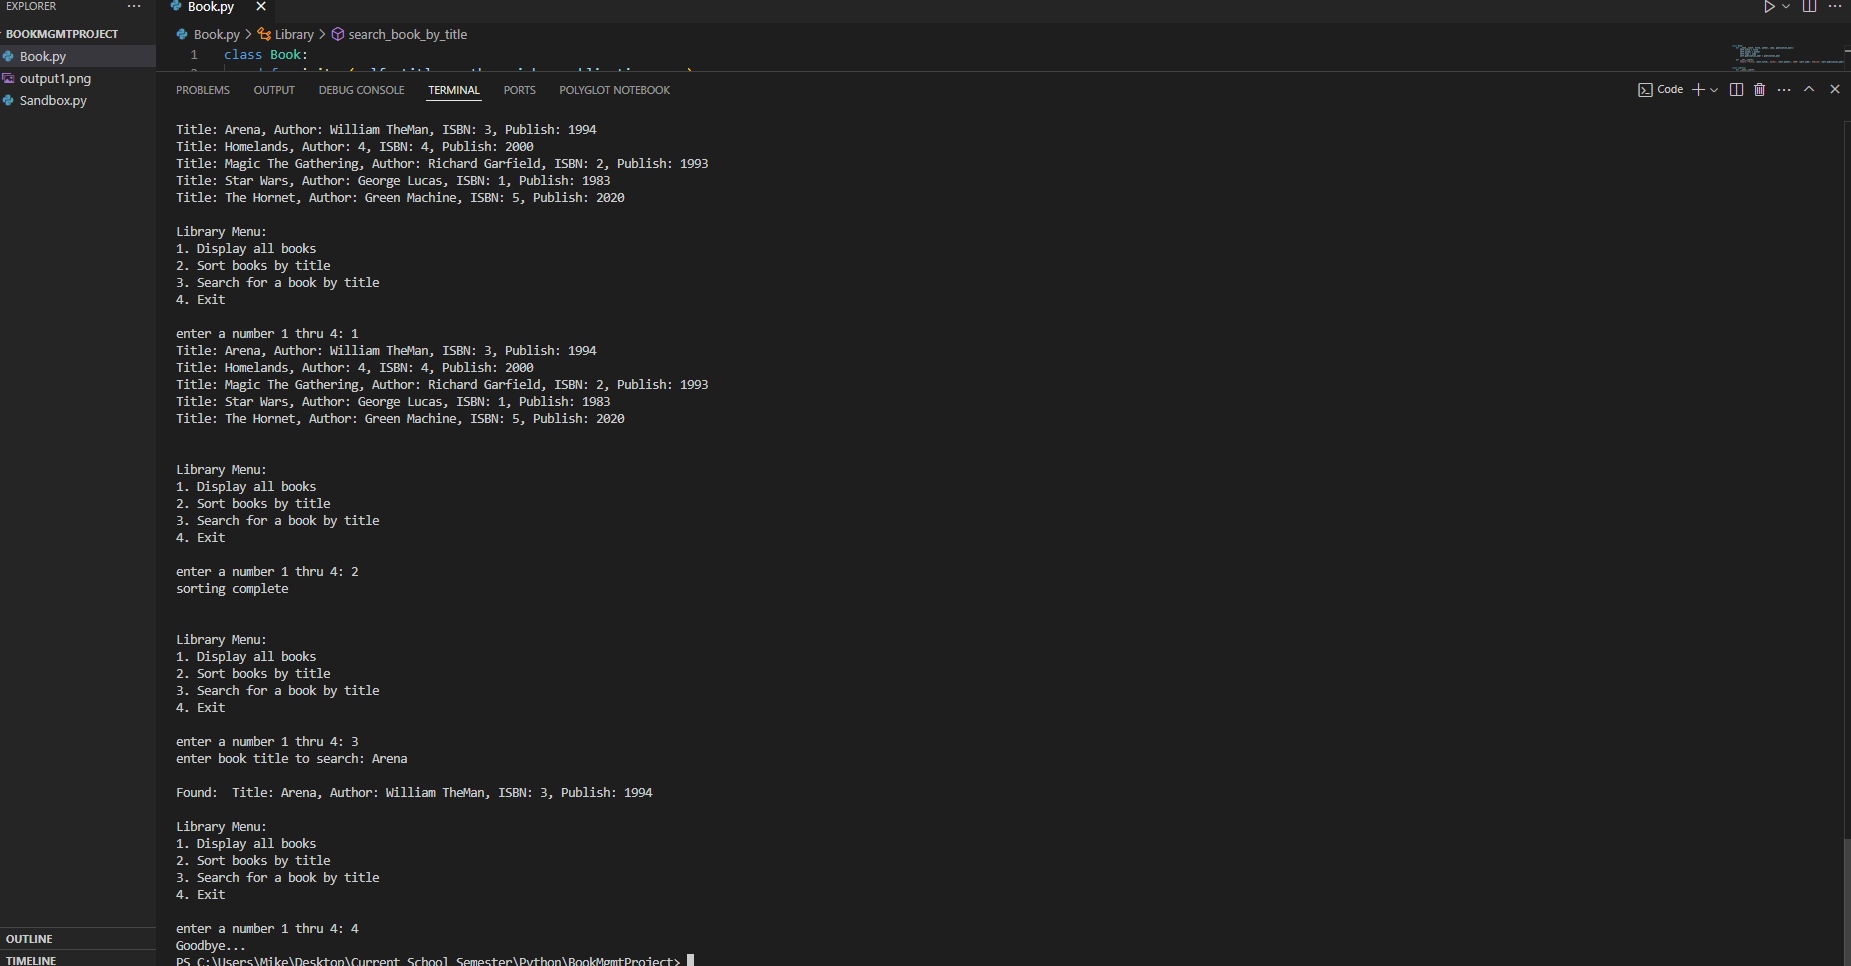 EXPLORER
BOOKMGMTPROJECT
Book.py
output1.png
Sandbox.py
OUTLINE
TIMELINE
Book.py
Book.py > Library > search_book_by_title
1 class Book:
PROBLEMS OUTPUT DEBUG CONSOLE TERMINAL PORTS POLYGLOT NOTEBOOK
Code
Title: Arena, Author: William TheMan, ISBN: 3, Publish: 1994
Title: Homelands, Author: 4, ISBN: 4, Publish: 2000
Title: Magic The Gathering, Author: Richard Garfield, ISBN: 2, Publish: 1993
Title: Star Wars, Author: George Lucas, ISBN: 1, Publish: 1983
Title: The Hornet, Author: Green Machine, ISBN: 5, Publish: 2020
Library Menu:
1. Display all books
2. Sort books by title
3. Search for a book by title
4. Exit
enter a number 1 thru 4: 1
Title: Arena, Author: William TheMan, ISBN: 3, Publish: 1994
Title: Homelands, Author: 4, ISBN: 4, Publish: 2000
Title: Magic The Gathering, Author: Richard Garfield, ISBN: 2, Publish: 1993
Title: Star Wars, Author: George Lucas, ISBN: 1, Publish: 1983
Title: The Hornet, Author: Green Machine, ISBN: 5, Publish: 2020
Library Menu:
1. Display all books
2. Sort books by title
3. Search for a book by title
4. Exit
enter a number 1 thru 4: 2
sorting complete
Library Menu:
1. Display all books
2. Sort books by title
3. Search for a book by title
4. Exit
enter a number 1 thru 4: 3
enter book title to search: Arena
Found:  Title: Arena, Author: William TheMan, ISBN: 3, Publish: 1994
Library Menu:
1. Display all books
2. Sort books by title
3. Search for a book by title
4. Exit
enter a number 1 thru 4: 4
Goodbye...
PS C:\Users\Mike\Desktop\Current School Semester\Python\BookMgmtProject>